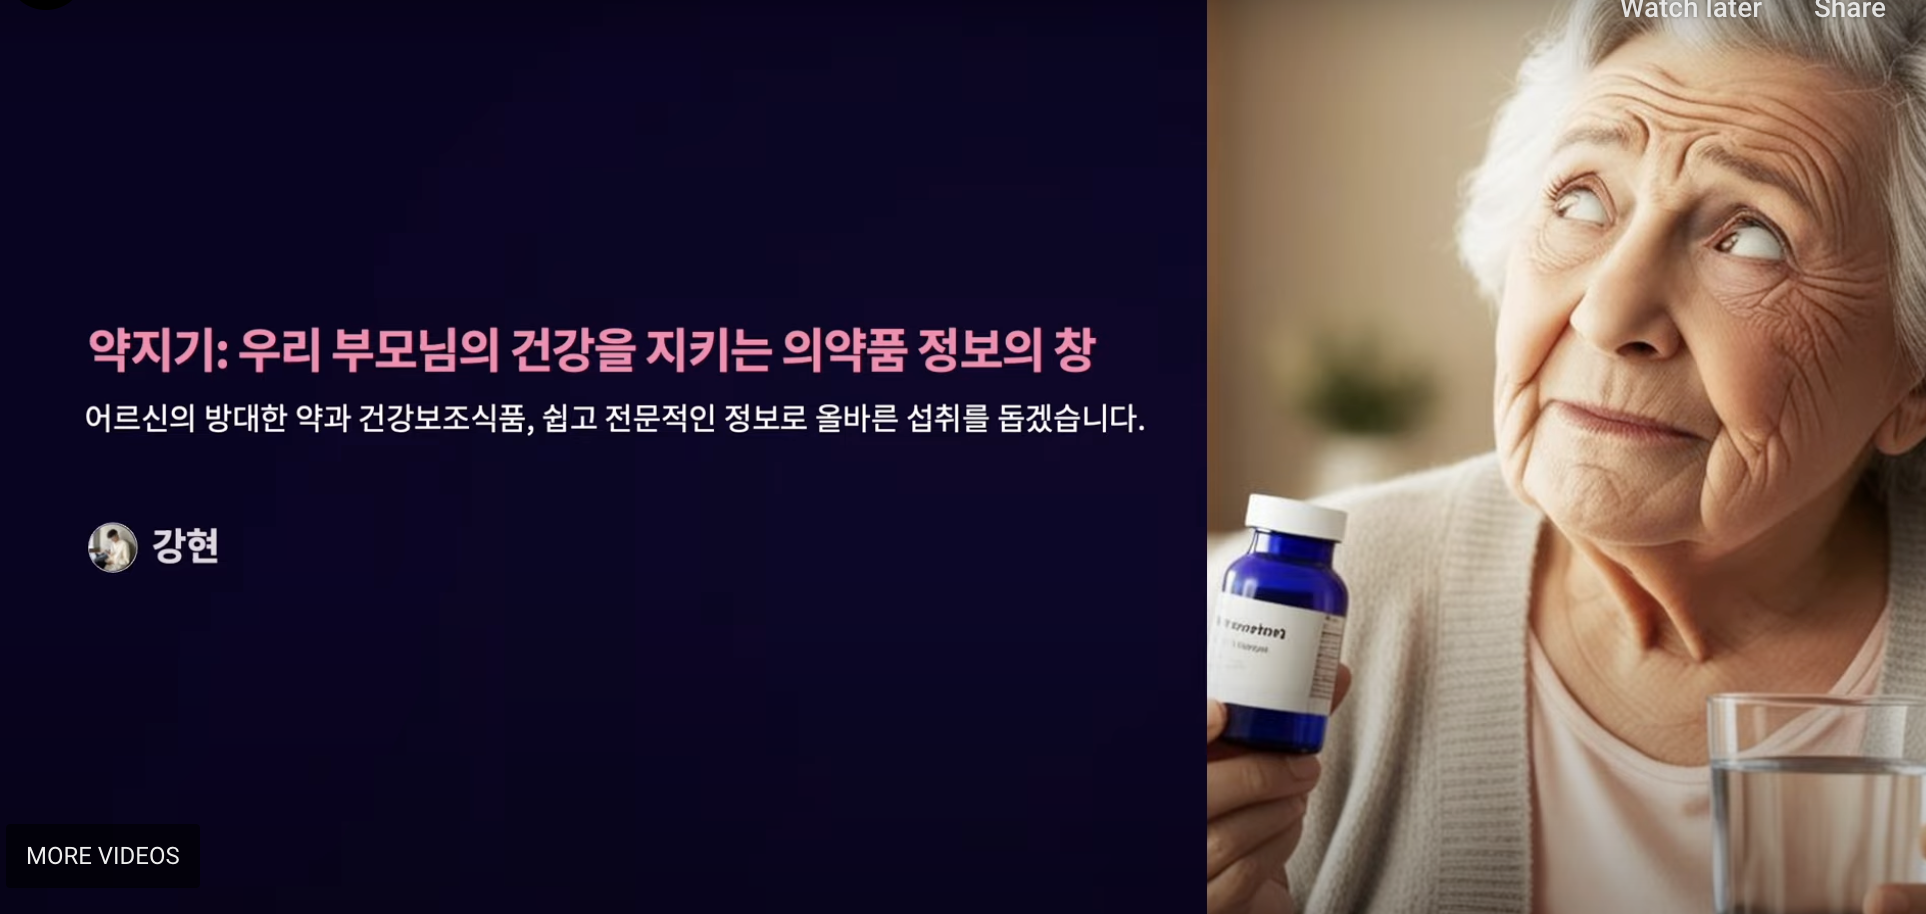 Watch later
Share
약지기: 우리 부모님의 건강을 지키는 의약품 정보의 창
어르신의 방대한 약과 건강보조식품, 쉽고 전문적인 정보로 올바른 섭취를 돕겠습니다.
강현
MORE VIDEOS